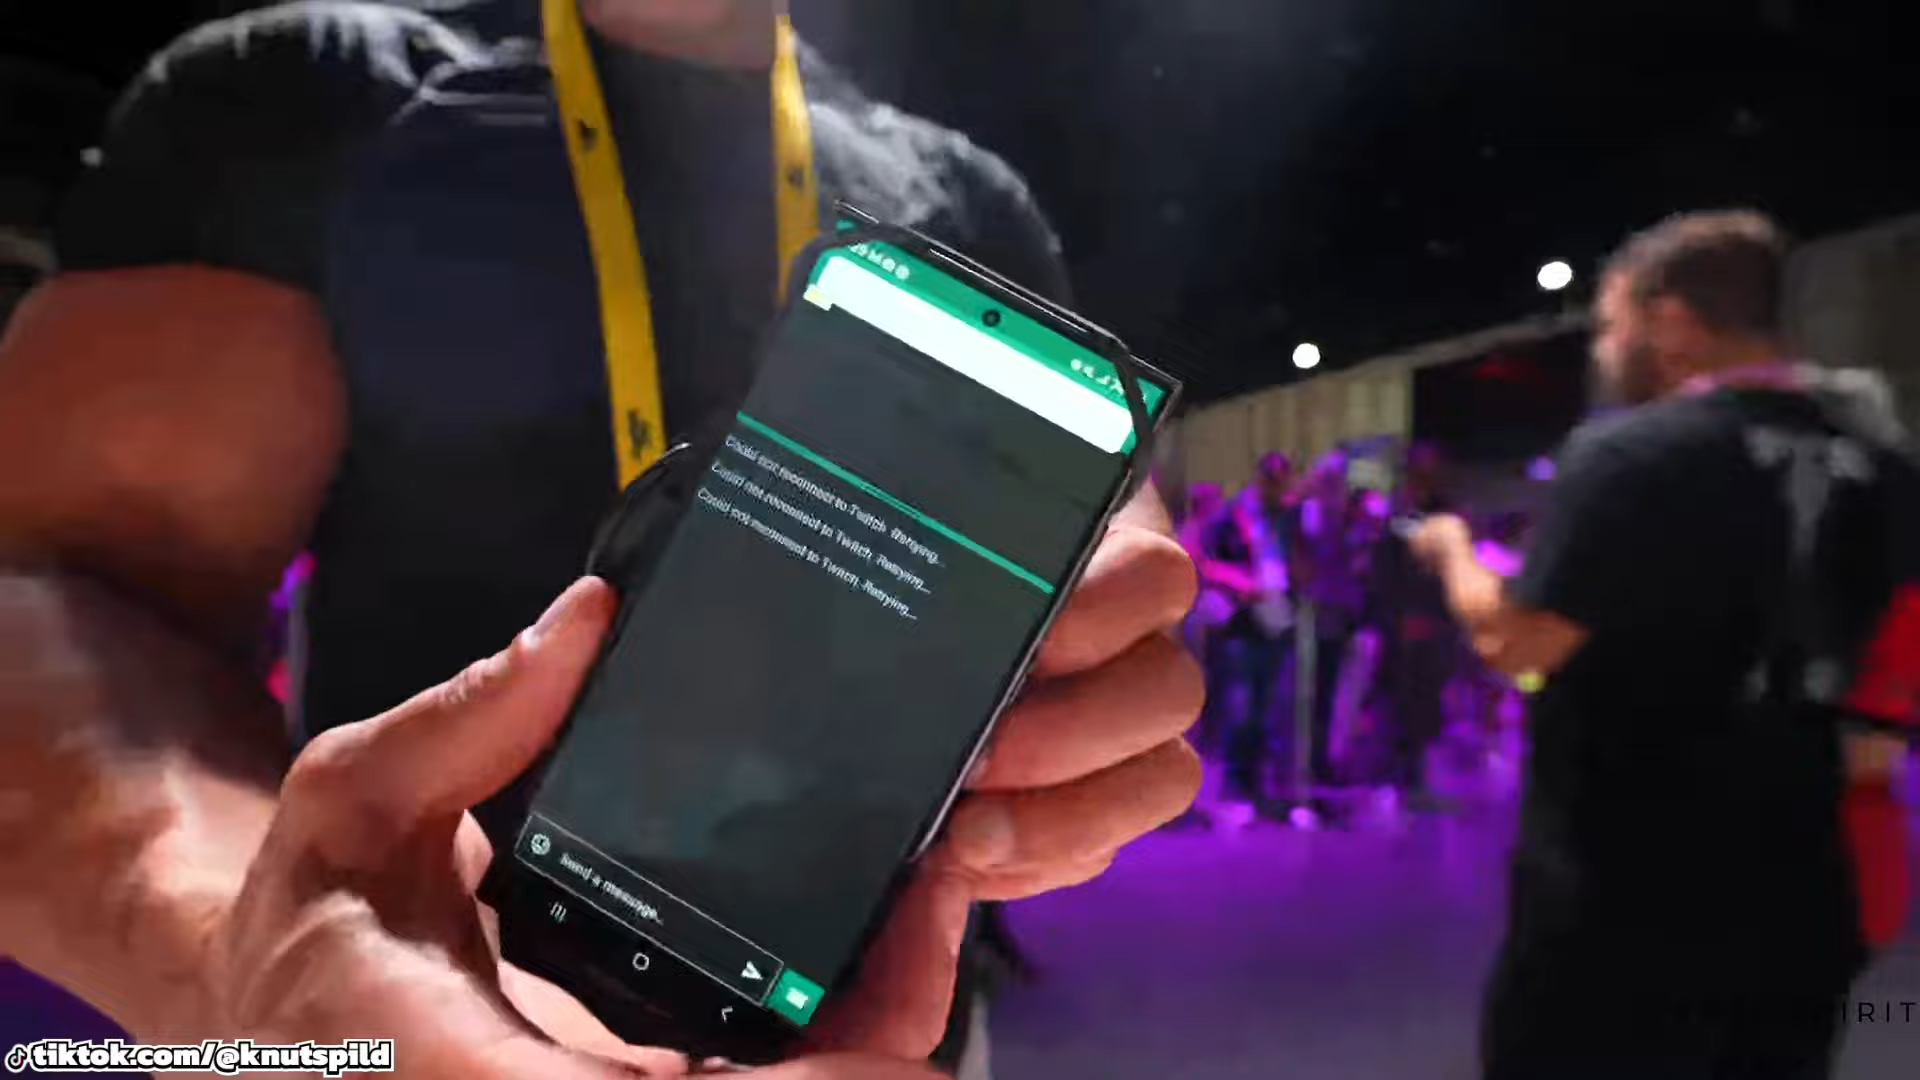 Could not reconnect to Twitch. Retrying...
Could not reconnect to Twitch. Retrying...
Could not reconnect to Twitch. Retrying...
Send a message...
tiktok.com/@knutspild
IRIT